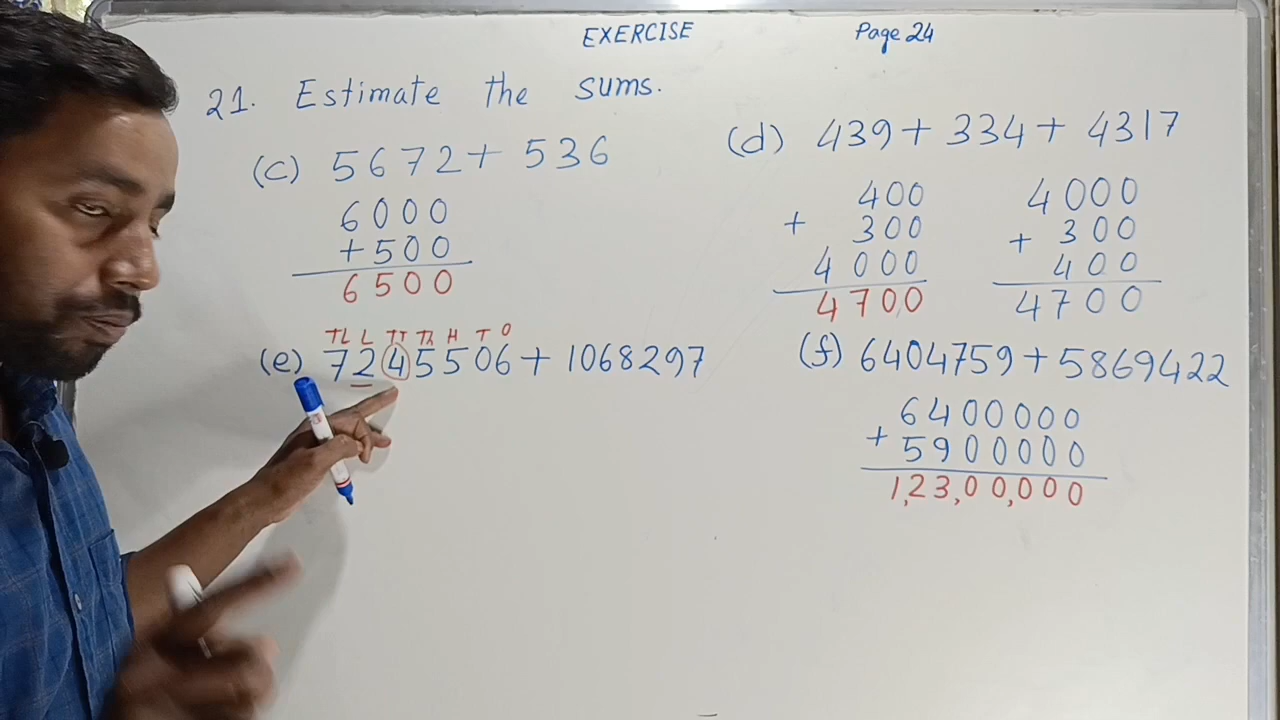 EXERCISE Page 24
21. Estimate the sums.
(c) 5672 + 536
6000
+ 500
6500
(d) 439 + 334 + 4317
400
+ 300
4000
4700
4000
+ 300
400
4700
TL L TT Th H T O
(e) 7245506 + 1068297
(f) 6404759 + 5869422
6400000
+ 5900000
1,23,00,000